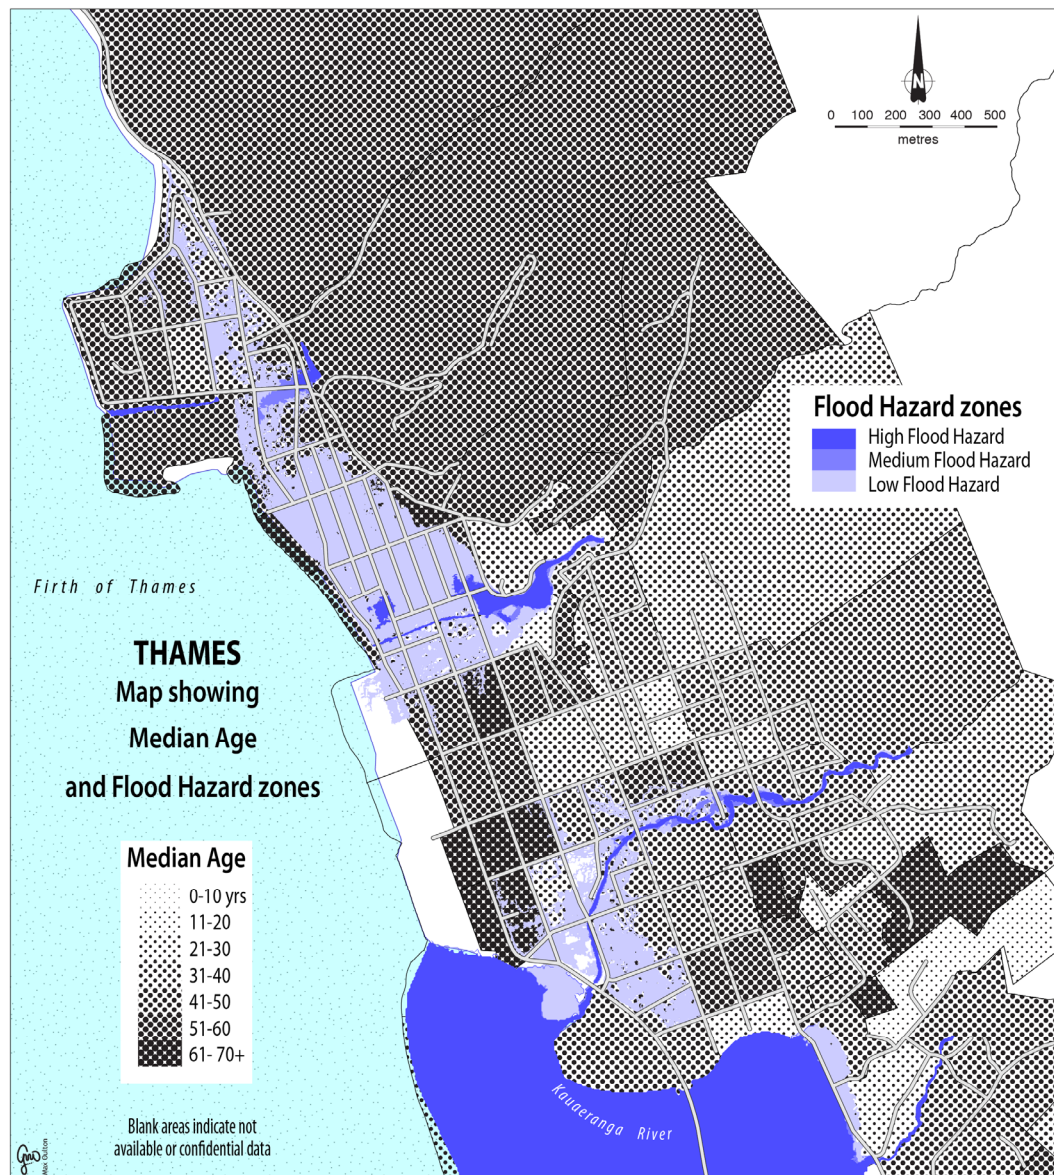 N
0 100 200 300 400 500
metres
Flood Hazard zones
High Flood Hazard
Medium Flood Hazard
Low Flood Hazard
Firth of Thames
THAMES
Map showing
Median Age
and Flood Hazard zones
Median Age
0-10 yrs
11-20
21-30
31-40
41-50
51-60
61- 70+
Kauaeranga River
Blank areas indicate not
available or confidential data
Max Oulton